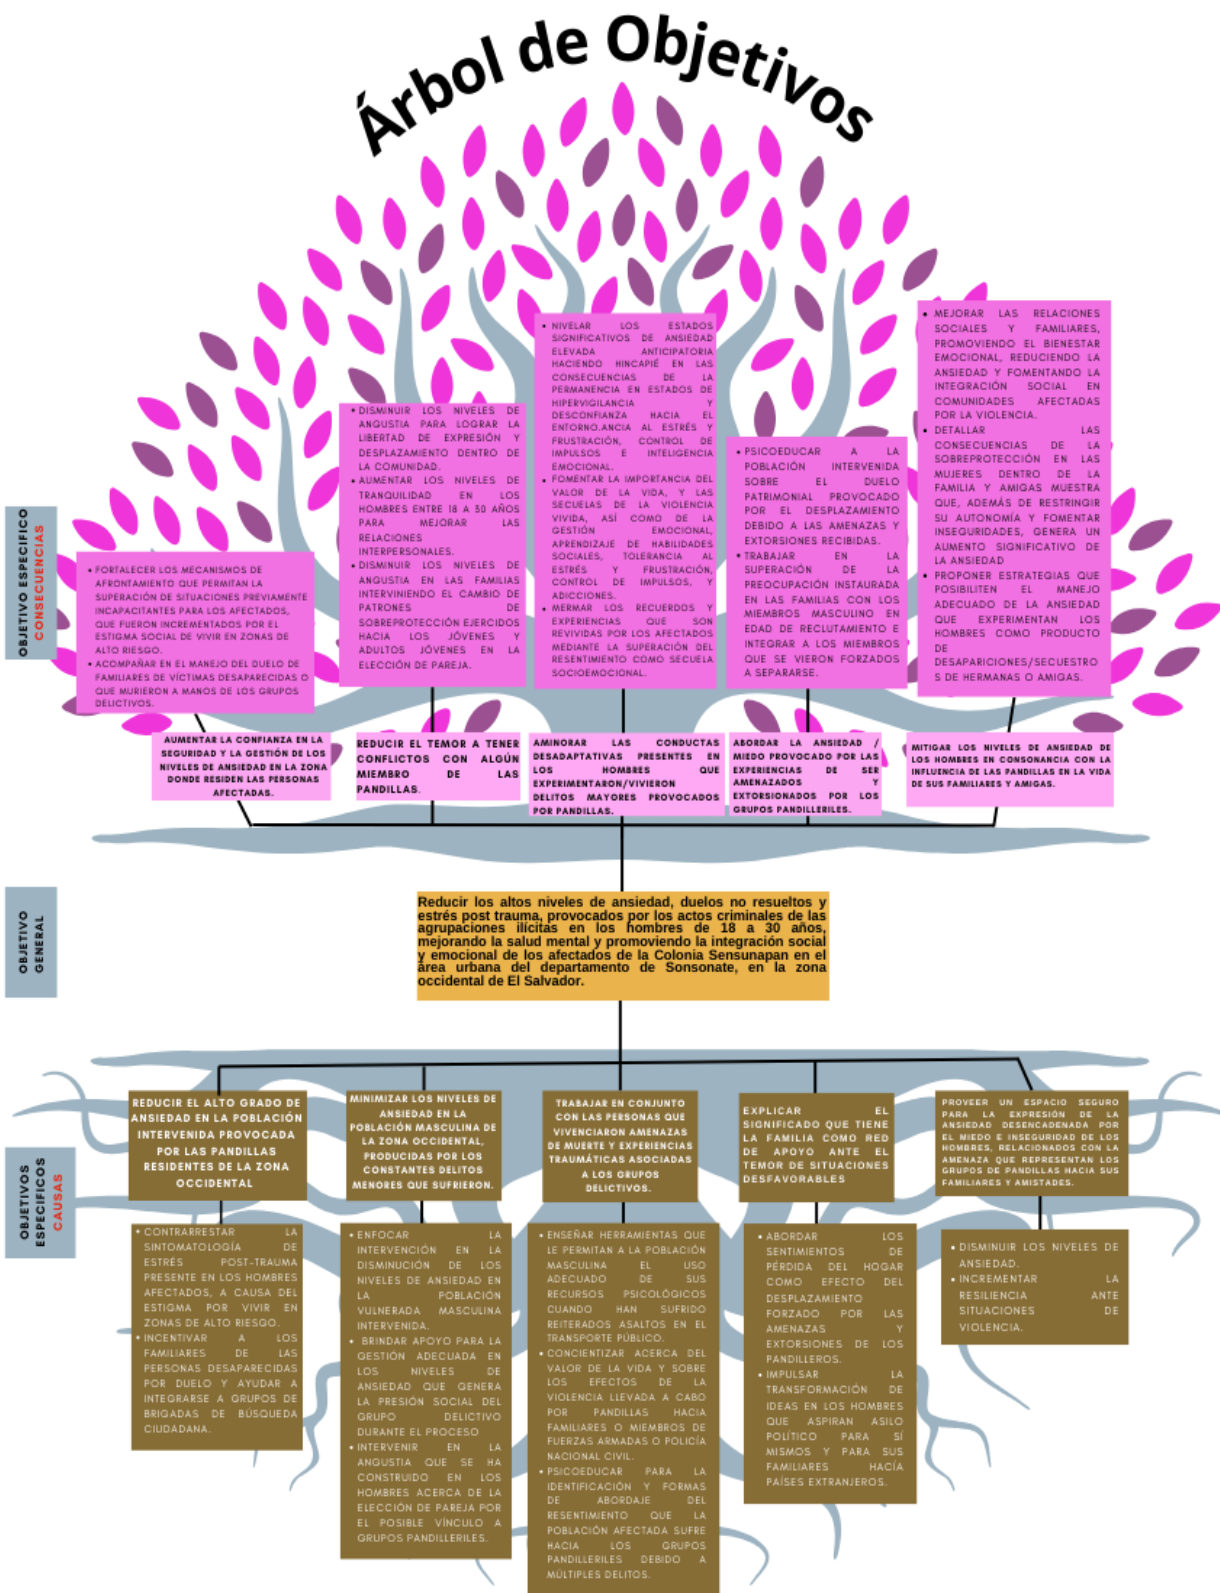 Árbol de Objetivos
OBJETIVO ESPECIFICO
CONSECUENCIAS
• FORTALECER LOS MECANISMOS DE
AFRONTAMIENTO QUE PERMITAN LA
SUPERACIÓN DE SITUACIONES PREVIAMENTE
INCAPACITANTES PARA LOS AFECTADOS,
QUE FUERON INCREMENTADOS POR EL
ESTIGMA SOCIAL DE VIVIR EN ZONAS DE
ALTO RIESGO.
• ACOMPAÑAR EN EL MANEJO DEL DUELO DE
FAMILIARES DE VÍCTIMAS DESAPARECIDAS O
QUE MURIERON A MANOS DE LOS GRUPOS
DELICTIVOS.
• DISMINUIR LOS NIVELES DE
ANGUSTIA PARA LOGRAR LA
LIBERTAD DE EXPRESIÓN Y
DESPLAZAMIENTO DENTRO DE
LA COMUNIDAD.
• AUMENTAR LOS NIVELES DE
TRANQUILIDAD EN LOS
HOMBRES ENTRE 18 A 30 AÑOS
PARA MEJORAR LAS
RELACIONES
INTERPERSONALES.
• DISMINUIR LOS NIVELES DE
ANGUSTIA EN LAS FAMILIAS
INTERVINIENDO EL CAMBIO DE
PATRONES DE
SOBREPROTECCIÓN EJERCIDOS
HACIA LOS JÓVENES Y
ADULTOS JÓVENES EN LA
ELECCIÓN DE PAREJA.
• NIVELAR LOS ESTADOS
SIGNIFICATIVOS DE ANSIEDAD
ELEVADA ANTICIPATORIA
HACIENDO HINCAPIÉ EN LAS
CONSECUENCIAS DE LA
PERMANENCIA EN ESTADOS DE
HIPERVIGILANCIA Y
DESCONFIANZA HACIA EL
ENTORNO.ANCIA AL ESTRÉS Y
FRUSTRACIÓN, CONTROL DE
IMPULSOS E INTELIGENCIA
EMOCIONAL.
• FOMENTAR LA IMPORTANCIA DEL
VALOR DE LA VIDA, Y LAS
SECUELAS DE LA VIOLENCIA
VIVIDA, ASÍ COMO DE LA
GESTIÓN EMOCIONAL,
APRENDIZAJE DE HABILIDADES
SOCIALES, TOLERANCIA AL
ESTRÉS Y FRUSTRACIÓN,
CONTROL DE IMPULSOS, Y
ADICCIONES.
• MERMAR LOS RECUERDOS Y
EXPERIENCIAS QUE SON
REVIVIDAS POR LOS AFECTADOS
MEDIANTE LA SUPERACIÓN DEL
RESENTIMIENTO COMO SECUELA
SOCIOEMOCIONAL.
• PSICOEDUCAR A LA
POBLACIÓN INTERVENIDA
SOBRE EL DUELO
PATRIMONIAL PROVOCADO
POR EL DESPLAZAMIENTO
DEBIDO A LAS AMENAZAS Y
EXTORSIONES RECIBIDAS.
• TRABAJAR EN LA
SUPERACIÓN DE LA
PREOCUPACIÓN INSTAURADA
EN LAS FAMILIAS CON LOS
MIEMBROS MASCULINO EN
EDAD DE RECLUTAMIENTO E
INTEGRAR A LOS MIEMBROS
QUE SE VIERON FORZADOS
A SEPARARSE.
• MEJORAR LAS RELACIONES
SOCIALES Y FAMILIARES,
PROMOVIENDO EL BIENESTAR
EMOCIONAL, REDUCIENDO LA
ANSIEDAD Y FOMENTANDO LA
INTEGRACIÓN SOCIAL EN
COMUNIDADES AFECTADAS
POR LA VIOLENCIA.
• DETALLAR LAS
CONSECUENCIAS DE LA
SOBREPROTECCIÓN EN LAS
MUJERES DENTRO DE LA
FAMILIA Y AMIGAS MUESTRA
QUE, ADEMÁS DE RESTRINGIR
SU AUTONOMÍA Y FOMENTAR
INSEGURIDADES, GENERA UN
AUMENTO SIGNIFICATIVO DE
LA ANSIEDAD
• PROPONER ESTRATEGIAS QUE
POSIBILITEN EL MANEJO
ADECUADO DE LA ANSIEDAD
QUE EXPERIMENTAN LOS
HOMBRES COMO PRODUCTO
DE
DESAPARICIONES/SECUESTRO
S DE HERMANAS O AMIGAS.
AUMENTAR LA CONFIANZA EN LA
SEGURIDAD Y LA GESTIÓN DE LOS
NIVELES DE ANSIEDAD EN LA ZONA
DONDE RESIDEN LAS PERSONAS
AFECTADAS.
REDUCIR EL TEMOR A TENER
CONFLICTOS CON ALGÚN
MIEMBRO DE LAS
PANDILLAS.
AMINORAR LAS CONDUCTAS
DESADAPTATIVAS PRESENTES EN
LOS HOMBRES QUE
EXPERIMENTARON/VIVIERON
DELITOS MAYORES PROVOCADOS
POR PANDILLAS.
ABORDAR LA ANSIEDAD /
MIEDO PROVOCADO POR LAS
EXPERIENCIAS DE SER
AMENAZADOS Y
EXTORSIONADOS POR LOS
GRUPOS PANDILLERILES.
MITIGAR LOS NIVELES DE ANSIEDAD DE
LOS HOMBRES EN CONSONANCIA CON LA
INFLUENCIA DE LAS PANDILLAS EN LA VIDA
DE SUS FAMILIARES Y AMIGAS.
OBJETIVO
GENERAL
Reducir los altos niveles de ansiedad, duelos no resueltos y
estrés post trauma, provocados por los actos criminales de las
agrupaciones ilícitas en los hombres de 18 a 30 años,
mejorando la salud mental y promoviendo la integración social
y emocional de los afectados de la Colonia Sensunapan en el
área urbana del departamento de Sonsonate, en la zona
occidental de El Salvador.
OBJETIVOS
ESPECIFICOS
CAUSAS
REDUCIR EL ALTO GRADO DE
ANSIEDAD EN LA POBLACIÓN
INTERVENIDA PROVOCADA
POR LAS PANDILLAS
RESIDENTES DE LA ZONA
OCCIDENTAL
MINIMIZAR LOS NIVELES DE
ANSIEDAD EN LA
POBLACIÓN MASCULINA DE
LA ZONA OCCIDENTAL,
PRODUCIDAS POR LOS
CONSTANTES DELITOS
MENORES QUE SUFRIERON.
TRABAJAR EN CONJUNTO
CON LAS PERSONAS QUE
VIVENCIARON AMENAZAS
DE MUERTE Y EXPERIENCIAS
TRAUMÁTICAS ASOCIADAS
A LOS GRUPOS
DELICTIVOS.
EXPLICAR EL
SIGNIFICADO QUE TIENE
LA FAMILIA COMO RED
DE APOYO ANTE EL
TEMOR DE SITUACIONES
DESFAVORABLES
PROVEER UN ESPACIO SEGURO
PARA LA EXPRESIÓN DE LA
ANSIEDAD DESENCADENADA POR
EL MIEDO E INSEGURIDAD DE LOS
HOMBRES, RELACIONADOS CON LA
AMENAZA QUE REPRESENTAN LOS
GRUPOS DE PANDILLAS HACIA SUS
FAMILIARES Y AMISTADES.
• CONTRARRESTAR LA
SINTOMATOLOGÍA DE
ESTRÉS POST-TRAUMA
PRESENTE EN LOS HOMBRES
AFECTADOS, A CAUSA DEL
ESTIGMA POR VIVIR EN
ZONAS DE ALTO RIESGO.
• INCENTIVAR A LOS
FAMILIARES DE LAS
PERSONAS DESAPARECIDAS
POR DUELO Y AYUDAR A
INTEGRARSE A GRUPOS DE
BRIGADAS DE BÚSQUEDA
CIUDADANA.
• ENFOCAR LA
INTERVENCIÓN EN LA
DISMINUCIÓN DE LOS
NIVELES DE ANSIEDAD EN
LA POBLACIÓN
VULNERADA MASCULINA
INTERVENIDA.
• BRINDAR APOYO PARA LA
GESTIÓN ADECUADA EN
LOS NIVELES DE
ANSIEDAD QUE GENERA
LA PRESIÓN SOCIAL DEL
GRUPO DELICTIVO
DURANTE EL PROCESO
• INTERVENIR EN LA
ANGUSTIA QUE SE HA
CONSTRUIDO EN LOS
HOMBRES ACERCA DE LA
ELECCIÓN DE PAREJA POR
EL POSIBLE VÍNCULO A
GRUPOS PANDILLERILES.
• ENSEÑAR HERRAMIENTAS QUE
LE PERMITAN A LA POBLACIÓN
MASCULINA EL USO
ADECUADO DE SUS
RECURSOS PSICOLÓGICOS
CUANDO HAN SUFRIDO
REITERADOS ASALTOS EN EL
TRANSPORTE PÚBLICO.
• CONCIENTIZAR ACERCA DEL
VALOR DE LA VIDA Y SOBRE
LOS EFECTOS DE LA
VIOLENCIA LLEVADA A CABO
POR PANDILLAS HACIA
FAMILIARES O MIEMBROS DE
FUERZAS ARMADAS O POLICÍA
NACIONAL CIVIL.
• PSICOEDUCAR PARA LA
IDENTIFICACIÓN Y FORMAS
DE ABORDAJE DEL
RESENTIMIENTO QUE LA
POBLACIÓN AFECTADA SUFRE
HACIA LOS GRUPOS
PANDILLERILES DEBIDO A
MÚLTIPLES DELITOS.
• ABORDAR LOS
SENTIMIENTOS DE
PÉRDIDA DEL HOGAR
COMO EFECTO DEL
DESPLAZAMIENTO
FORZADO POR LAS
AMENAZAS Y
EXTORSIONES DE LOS
PANDILLEROS.
• IMPULSAR LA
TRANSFORMACIÓN DE
IDEAS EN LOS HOMBRES
QUE ASPIRAN ASILO
POLÍTICO PARA SÍ
MISMOS Y PARA SUS
FAMILIARES HACÍA
PAÍSES EXTRANJEROS.
• DISMINUIR LOS NIVELES DE
ANSIEDAD.
• INCREMENTAR LA
RESILIENCIA ANTE
SITUACIONES DE
VIOLENCIA.